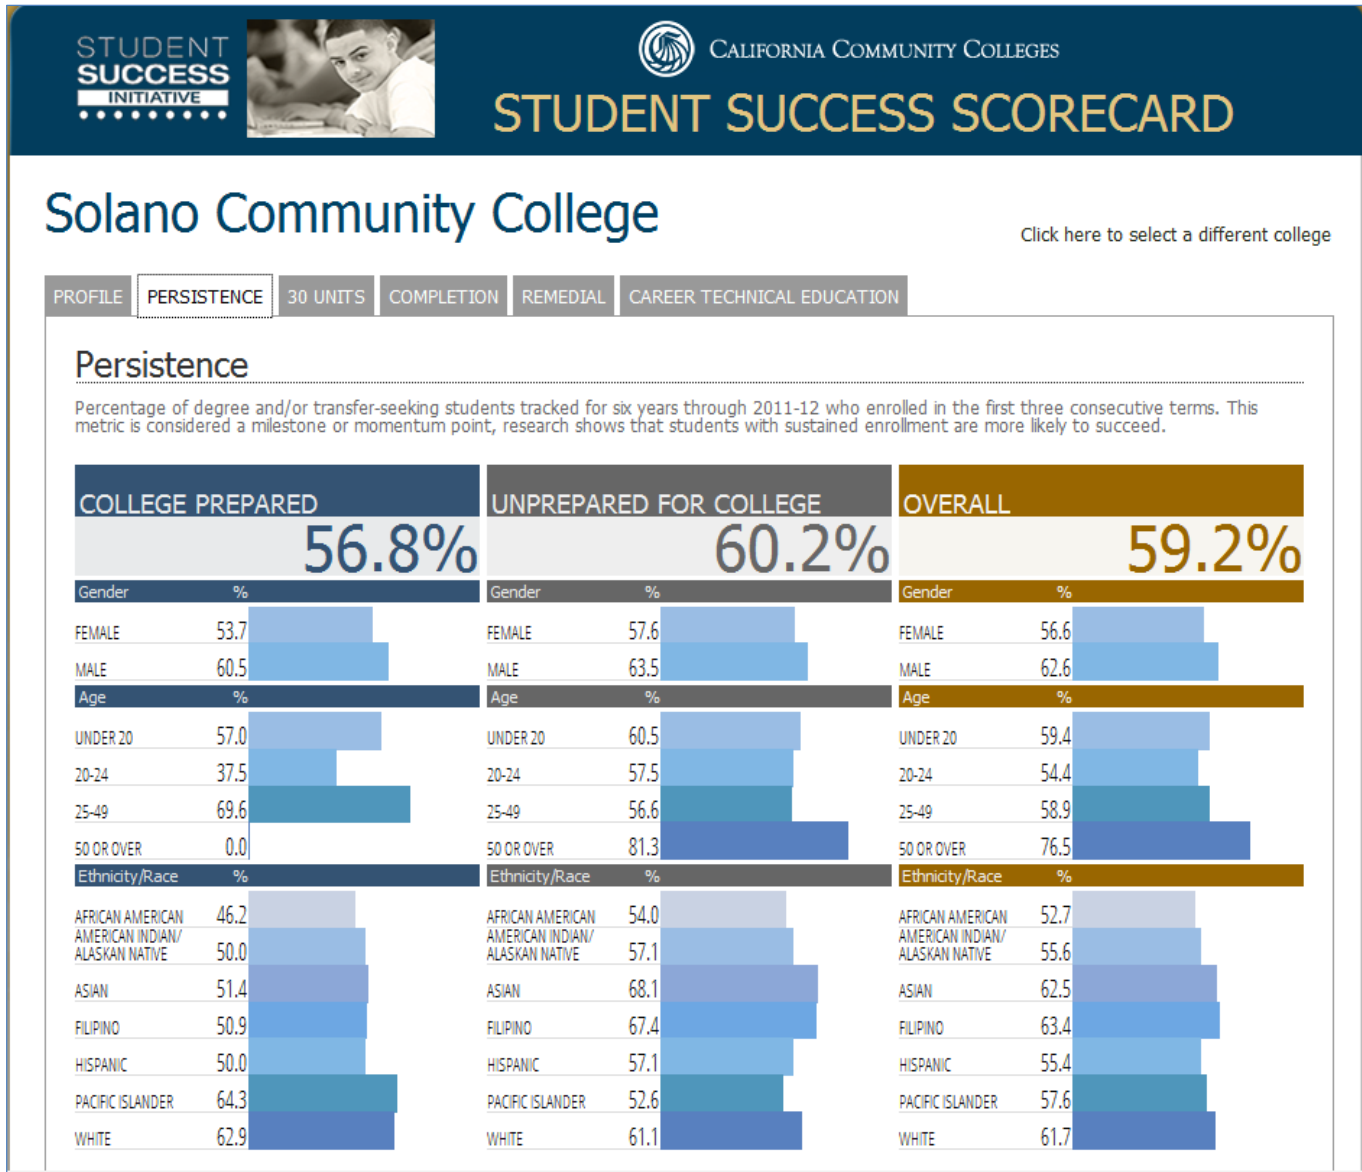 STUDENT
SUCCESS
INITIATIVE
CALIFORNIA COMMUNITY COLLEGES
STUDENT SUCCESS SCORECARD
Solano Community College
Click here to select a different college
PROFILE PERSISTENCE 30 UNITS COMPLETION REMEDIAL CAREER TECHNICAL EDUCATION
Persistence
Percentage of degree and/or transfer-seeking students tracked for six years through 2011-12 who enrolled in the first three consecutive terms. This
metric is considered a milestone or momentum point, research shows that students with sustained enrollment are more likely to succeed.
COLLEGE PREPARED
56.8%
Gender %
FEMALE 53.7
MALE 60.5
Age %
UNDER 20 57.0
20-24 37.5
25-49 69.6
50 OR OVER 0.0
Ethnicity/Race %
AFRICAN AMERICAN 46.2
AMERICAN INDIAN/
ALASKAN NATIVE 50.0
ASIAN 51.4
FILIPINO 50.9
HISPANIC 50.0
PACIFIC ISLANDER 64.3
WHITE 62.9
UNPREPARED FOR COLLEGE
60.2%
Gender %
FEMALE 57.6
MALE 63.5
Age %
UNDER 20 60.5
20-24 57.5
25-49 56.6
50 OR OVER 81.3
Ethnicity/Race %
AFRICAN AMERICAN 54.0
AMERICAN INDIAN/
ALASKAN NATIVE 57.1
ASIAN 68.1
FILIPINO 67.4
HISPANIC 57.1
PACIFIC ISLANDER 52.6
WHITE 61.1
OVERALL
59.2%
Gender %
FEMALE 56.6
MALE 62.6
Age %
UNDER 20 59.4
20-24 54.4
25-49 58.9
50 OR OVER 76.5
Ethnicity/Race %
AFRICAN AMERICAN 52.7
AMERICAN INDIAN/
ALASKAN NATIVE 55.6
ASIAN 62.5
FILIPINO 63.4
HISPANIC 55.4
PACIFIC ISLANDER 57.6
WHITE 61.7